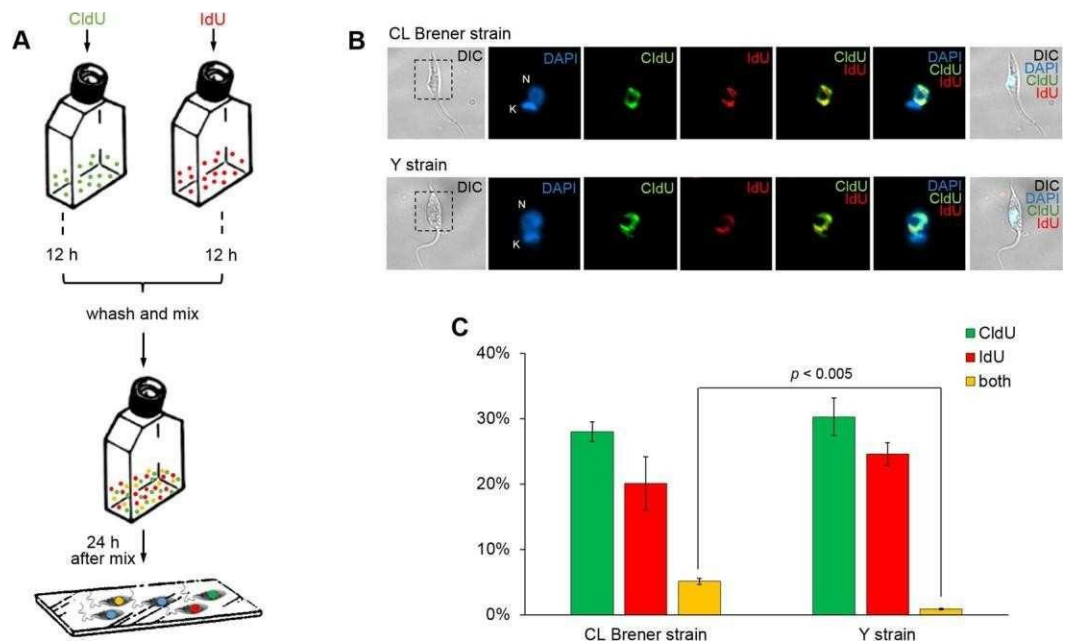 A
CldU IdU
12 h 12 h
whash and mix
24 h
after mix
B
CL Brener strain
DIC
N
K
DAPI
CldU
IdU
CldU
IdU
DAPI
CldU
IdU
DIC
DAPI
CldU
IdU
Y strain
DIC
N
K
DAPI
CldU
IdU
CldU
IdU
DAPI
CldU
IdU
DIC
DAPI
CldU
IdU
C
CldU
IdU
both
40%
30%
20%
10%
0%
p < 0.005
CL Brener strain Y strain